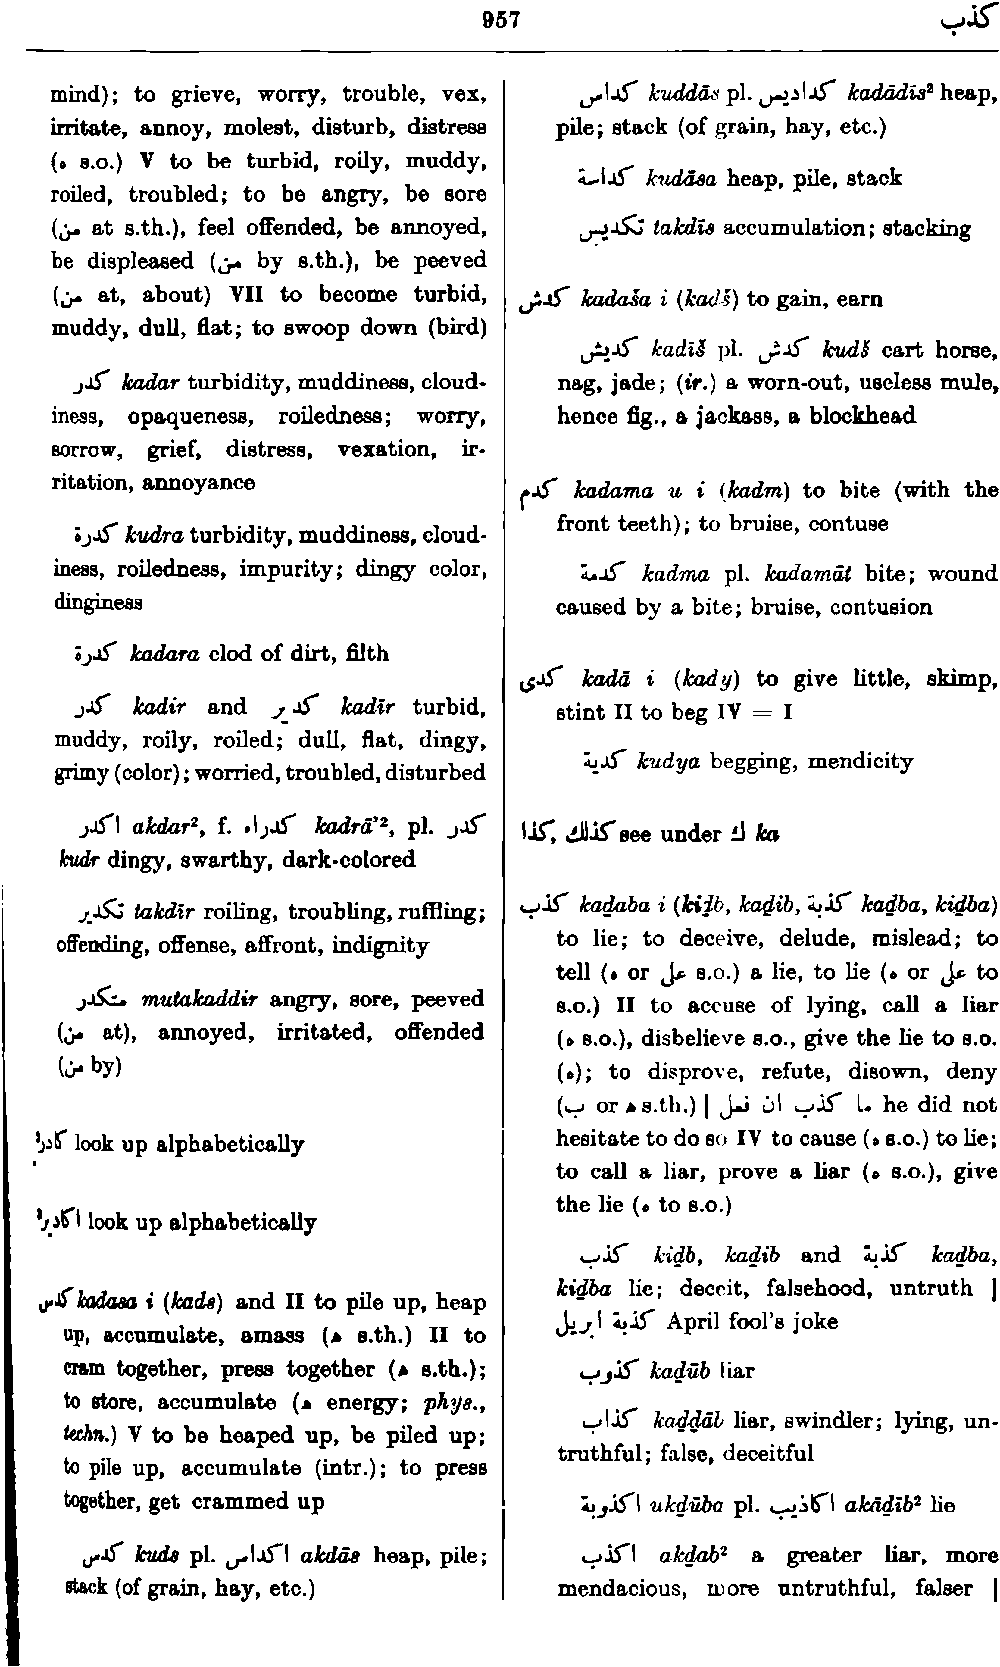 957
كذب
mind); to grieve, worry, trouble, vex,
irritate, annoy, molest, disturb, distress
(ه s.o.) V to be turbid, roily, muddy,
roiled, troubled; to be angry, be sore
(من at s.th.), feel offended, be annoyed,
be displeased (من by s.th.), be peeved
(من at, about) VII to become turbid,
muddy, dull, flat; to swoop down (bird)
كدر kadar turbidity, muddiness, cloud-
iness, opaqueness, roiledness; worry,
sorrow, grief, distress, vexation, ir-
ritation, annoyance
كدرة kudra turbidity, muddiness, cloud-
iness, roiledness, impurity; dingy color,
dinginess
كدرة kadara clod of dirt, filth
كدر kadir and كدير kadīr turbid,
muddy, roily, roiled; dull, flat, dingy,
grimy (color); worried, troubled, disturbed
اكدر akdar², f. كدراء kadrā'², pl. كدر
kudr dingy, swarthy, dark-colored
تكدير takdīr roiling, troubling, ruffling;
offending, offense, affront, indignity
متكدر mutakaddir angry, sore, peeved
(من at), annoyed, irritated, offended
(من by)
كادر² look up alphabetically
اكادير² look up alphabetically
كدس kadasa i (kads) and II to pile up, heap
up, accumulate, amass (ه s.th.) II to
cram together, press together (ه s.th.);
to store, accumulate (ه energy; phys.,
techn.) V to be heaped up, be piled up;
to pile up, accumulate (intr.); to press
together, get crammed up
كدس kuds pl. اكداس akdās heap, pile;
stack (of grain, hay, etc.)
كداس kuddās pl. كداديس kadādīs² heap,
pile; stack (of grain, hay, etc.)
كداسة kudāsa heap, pile, stack
تكديس takdīs accumulation; stacking
كدش kadaša i (kadš) to gain, earn
كديش kadīš pl. كدش kudš cart horse,
nag, jade; (ir.) a worn-out, useless mule,
hence fig., a jackass, a blockhead
كدم kadama u i (kadm) to bite (with the
front teeth); to bruise, contuse
كدمة kadma pl. kadamāt bite; wound
caused by a bite; bruise, contusion
كدى kadā i (kady) to give little, skimp,
stint II to beg IV = I
كدية kudya begging, mendicity
كذا, كذلك see under ك ka
كذب kaḏaba i (kiḏb, kaḏib, كذبة kaḏba, kiḏba)
to lie; to deceive, delude, mislead; to
tell (ه or على s.o.) a lie, to lie (ه or على to
s.o.) II to accuse of lying, call a liar
(ه s.o.), disbelieve s.o., give the lie to s.o.
(ه); to disprove, refute, disown, deny
(ب or ه s.th.) | ما كذب ان فعل he did not
hesitate to do so IV to cause (ه s.o.) to lie;
to call a liar, prove a liar (ه s.o.), give
the lie (ه to s.o.)
كذب kiḏb, kaḏib and كذبة kaḏba,
kiḏba lie; deceit, falsehood, untruth |
كذبة ابريل April fool's joke
كذوب kaḏūb liar
كذاب kaḏḏāb liar, swindler; lying, un-
truthful; false, deceitful
اكذوبة ukḏūba pl. اكاذيب akāḏīb² lie
اكذب akḏab² a greater liar, more
mendacious, more untruthful, falser |